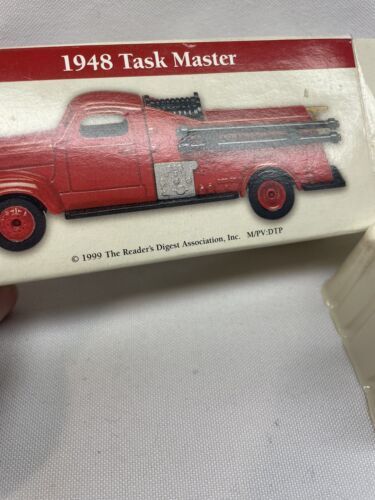 1948 Task Master
© 1999 The Reader's Digest Association, Inc. M/PV:DTP